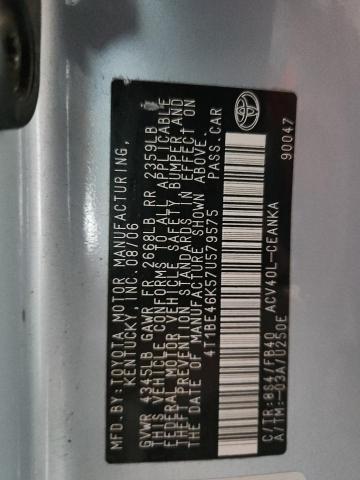 MFD.BY:TOYOTA MOTOR MANUFACTURING,
KENTUCKY,INC.08/06
GVWR 4345LB GAWR FR 2668LB RR 2359LB
THIS VEHICLE CONFORMS TO ALL APPLICABLE
FEDERAL MOTOR VEHICLE SAFETY, BUMPER, AND
THEFT PREVENTION STANDARDS IN EFFECT ON
THE DATE OF MANUFACTURE SHOWN ABOVE.
4T1BE46K57U579575 PASS.CAR
C/TR:8S4/FB40 ACV40L-CEANKA
A/TM:-03A/U250E 90047